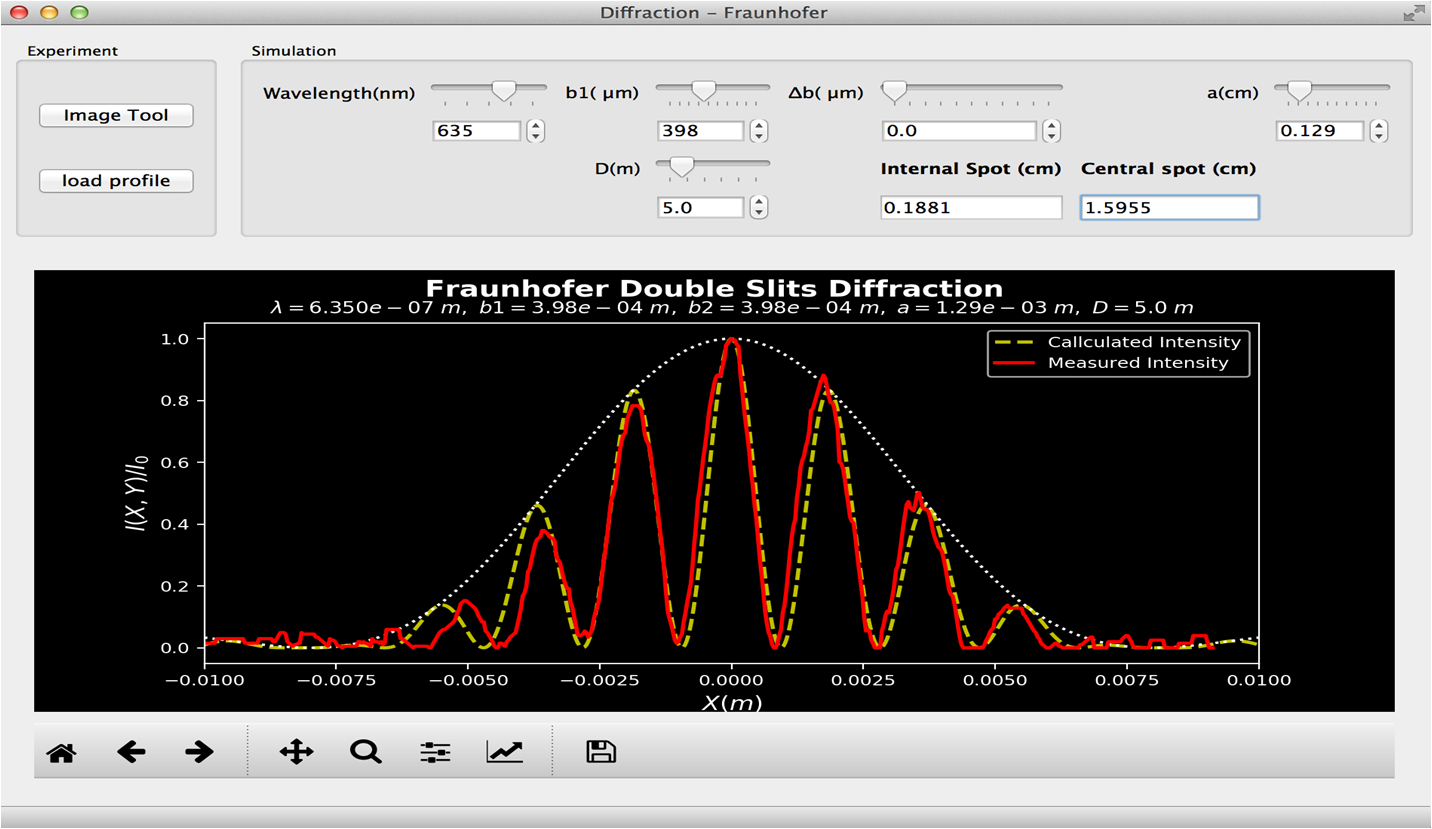 Diffraction – Fraunhofer
Experiment
Simulation
Image Tool
load profile
Wavelength(nm)
b1( μm)
Δb( μm)
a(cm)
635
398
0.0
0.129
D(m)
Internal Spot (cm)
Central spot (cm)
5.0
0.1881
1.5955
Fraunhofer Double Slits Diffraction
λ = 6.350e − 07 m, b1 = 3.98e − 04 m, b2 = 3.98e − 04 m, a = 1.29e − 03 m, D = 5.0 m
Callculated Intensity
Measured Intensity
I(X, Y)/I₀
1.0
0.8
0.6
0.4
0.2
0.0
−0.0100 −0.0075 −0.0050 −0.0025 0.0000 0.0025 0.0050 0.0075 0.0100
X(m)